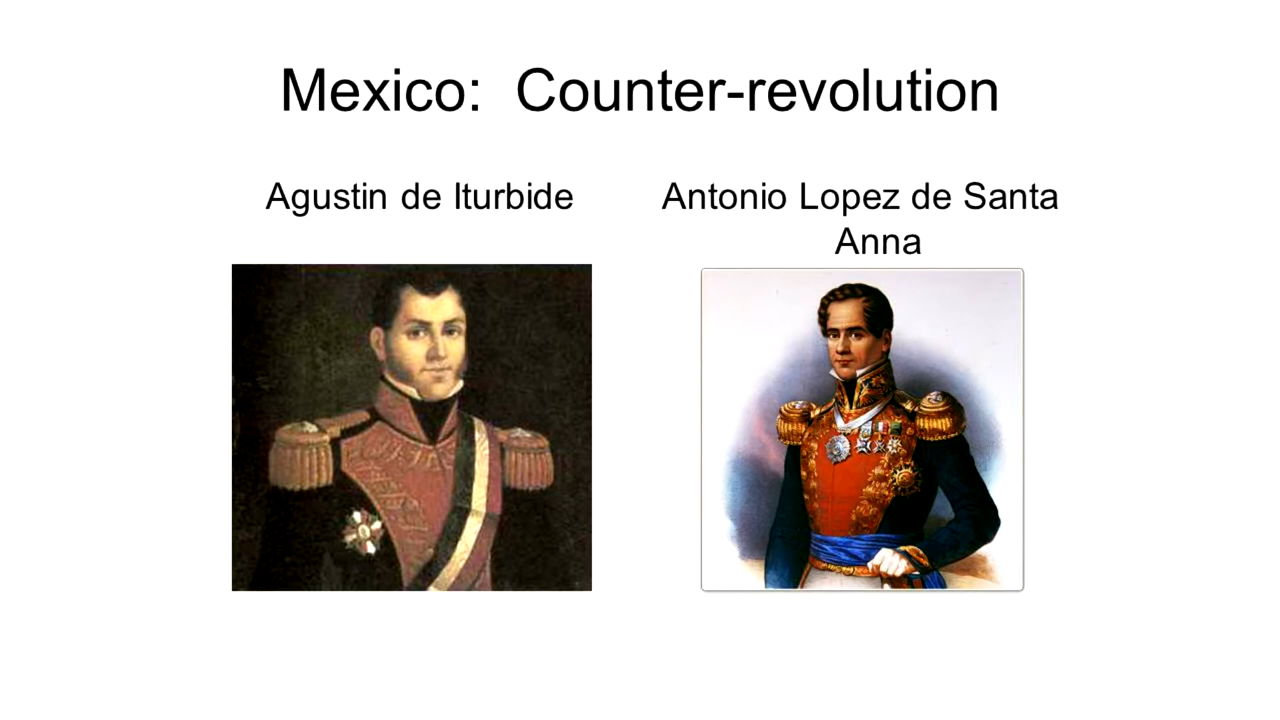 Mexico:  Counter-revolution
Agustin de Iturbide
Antonio Lopez de Santa
Anna